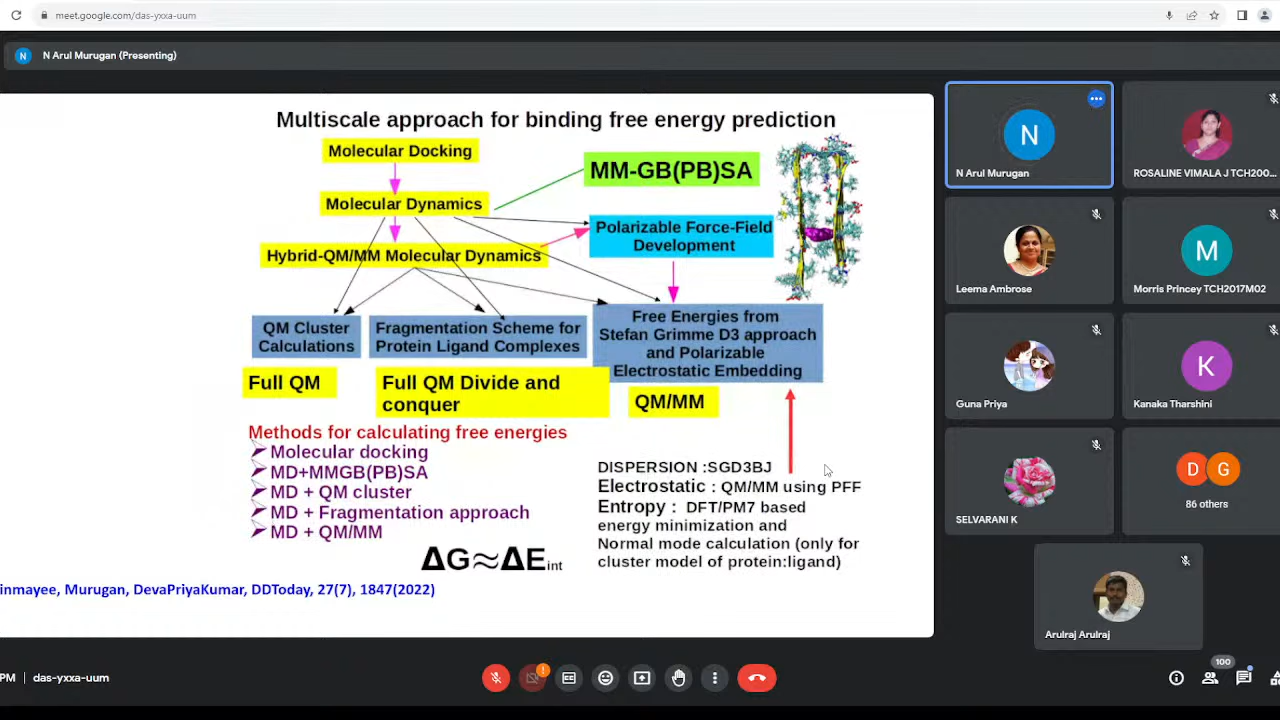 meet.google.com/das-yxxa-uum
N
N Arul Murugan (Presenting)
Multiscale approach for binding free energy prediction
Molecular Docking
MM-GB(PB)SA
Molecular Dynamics
Polarizable Force-Field
Development
Hybrid-QM/MM Molecular Dynamics
QM Cluster
Calculations
Fragmentation Scheme for
Protein Ligand Complexes
Free Energies from
Stefan Grimme D3 approach
and Polarizable
Electrostatic Embedding
Full QM
Full QM Divide and
conquer
QM/MM
Methods for calculating free energies
Molecular docking
MD+MMGB(PB)SA
MD + QM cluster
MD + Fragmentation approach
MD + QM/MM
ΔG≈ΔEint
DISPERSION :SGD3BJ
Electrostatic : QM/MM using PFF
Entropy : DFT/PM7 based
energy minimization and
Normal mode calculation (only for
cluster model of protein:ligand)
inmayee, Murugan, DevaPriyaKumar, DDToday, 27(7), 1847(2022)
N
N Arul Murugan
ROSALINE VIMALA J TCH200...
Leema Ambrose
M
Morris Princey TCH2017M02
Guna Priya
K
Kanaka Tharshini
SELVARANI K
D G
86 others
Arulraj Arulraj
PM
das-yxxa-uum
!
100